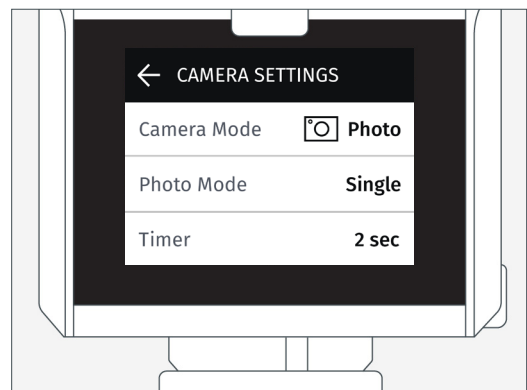 CAMERA SETTINGS
Camera Mode Photo
Photo Mode Single
Timer 2 sec